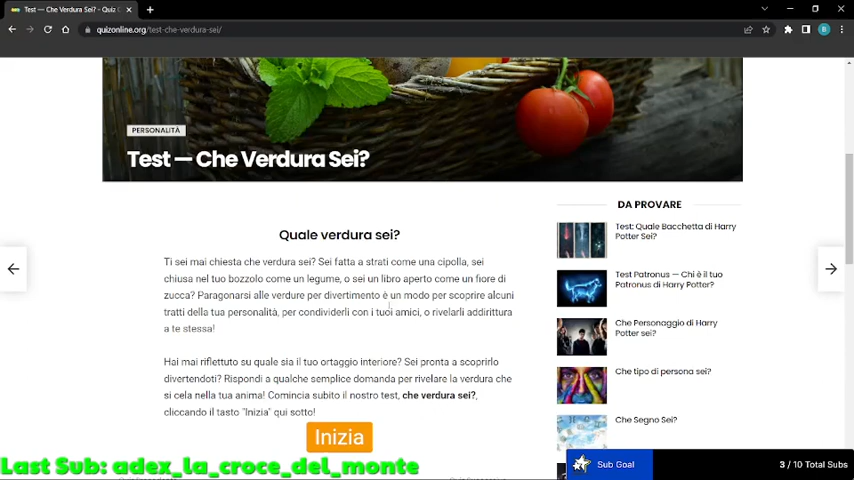 Test — Che Verdura Sei? - Quiz O
quizonline.org/test-che-verdura-sei/
B
PERSONALITÀ
Test — Che Verdura Sei?
Quale verdura sei?
Ti sei mai chiesta che verdura sei? Sei fatta a strati come una cipolla, sei
chiusa nel tuo bozzolo come un legume, o sei un libro aperto come un fiore di
zucca? Paragonarsi alle verdure per divertimento è un modo per scoprire alcuni
tratti della tua personalità, per condividerli con i tuoi amici, o rivelarli addirittura
a te stessa!
Hai mai riflettuto su quale sia il tuo ortaggio interiore? Sei pronta a scoprirlo
divertendoti? Rispondi a qualche semplice domanda per rivelare la verdura che
si cela nella tua anima! Comincia subito il nostro test, che verdura sei?,
cliccando il tasto "Inizia" qui sotto!
Inizia
DA PROVARE
Test: Quale Bacchetta di Harry
Potter Sei?
Test Patronus — Chi è il tuo
Patronus di Harry Potter?
Che Personaggio di Harry
Potter sei?
Che tipo di persona sei?
Che Segno Sei?
Last Sub: adex_la_croce_del_monte
Sub Goal
3 / 10 Total Subs